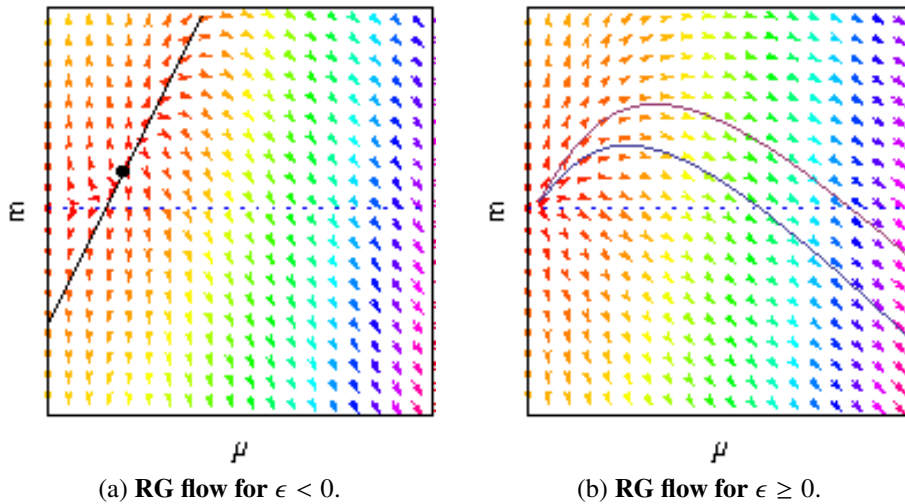 m
μ
(a) RG flow for ϵ < 0.
m
μ
(b) RG flow for ϵ ≥ 0.